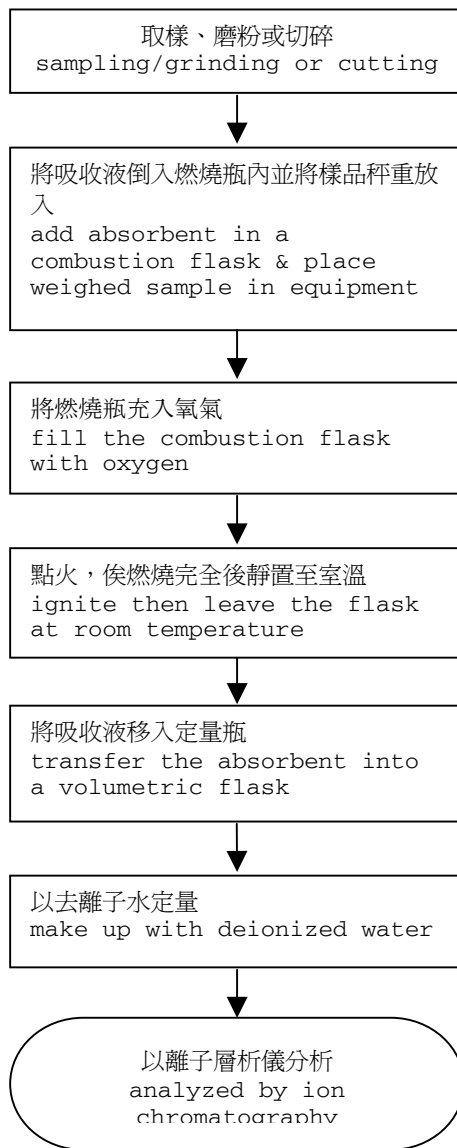 取樣、磨粉或切碎
sampling/grinding or cutting
將吸收液倒入燃燒瓶內並將樣品秤重放
入
add absorbent in a
combustion flask & place
weighed sample in equipment
將燃燒瓶充入氧氣
fill the combustion flask
with oxygen
點火，俟燃燒完全後靜置至室溫
ignite then leave the flask
at room temperature
將吸收液移入定量瓶
transfer the absorbent into
a volumetric flask
以去離子水定量
make up with deionized water
以離子層析儀分析
analyzed by ion
chromatography